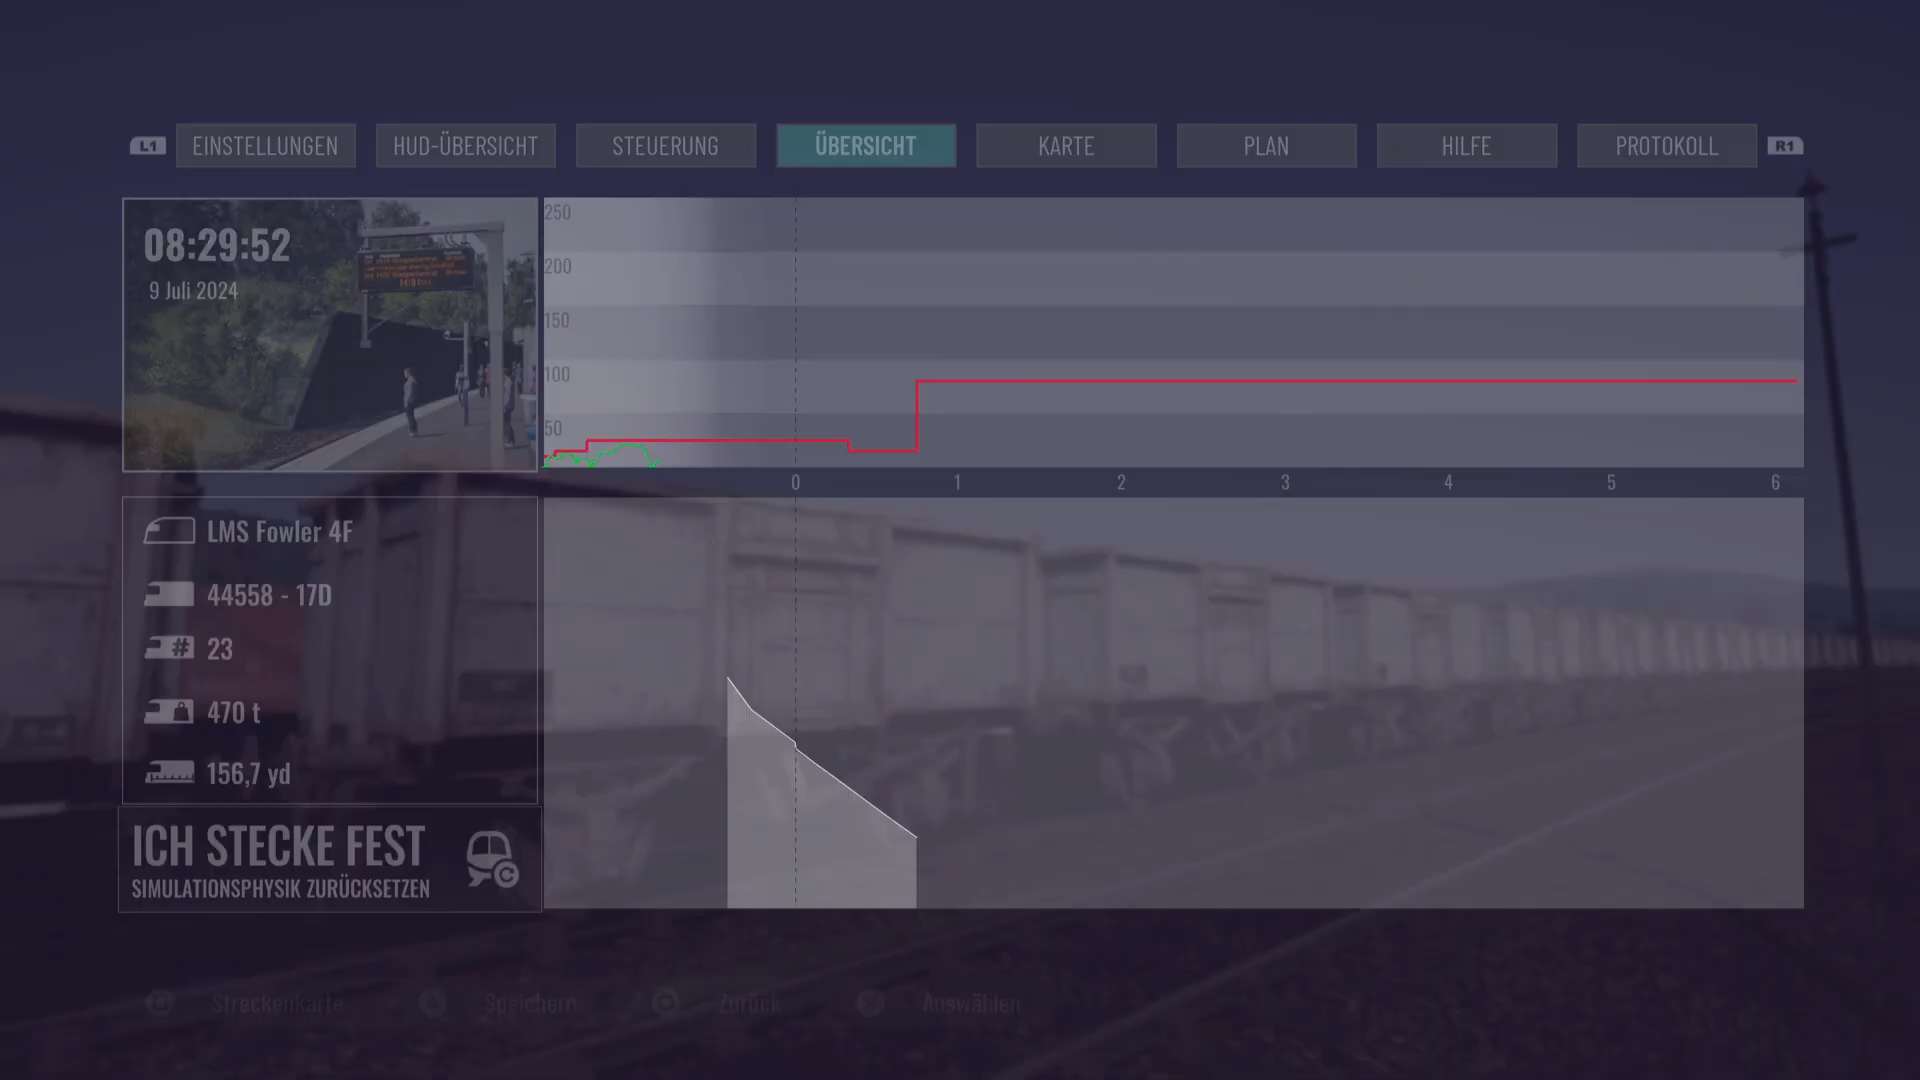 L1 EINSTELLUNGEN HUD-ÜBERSICHT STEUERUNG ÜBERSICHT KARTE PLAN HILFE PROTOKOLL R1
08:29:52
9 Juli 2024
250
200
150
100
50
0 1 2 3 4 5 6
LMS Fowler 4F
44558 - 17D
# 23
470 t
156,7 yd
ICH STECKE FEST
SIMULATIONSPHYSIK ZURÜCKSETZEN
Streckenkarte Speichern Zurück Auswählen